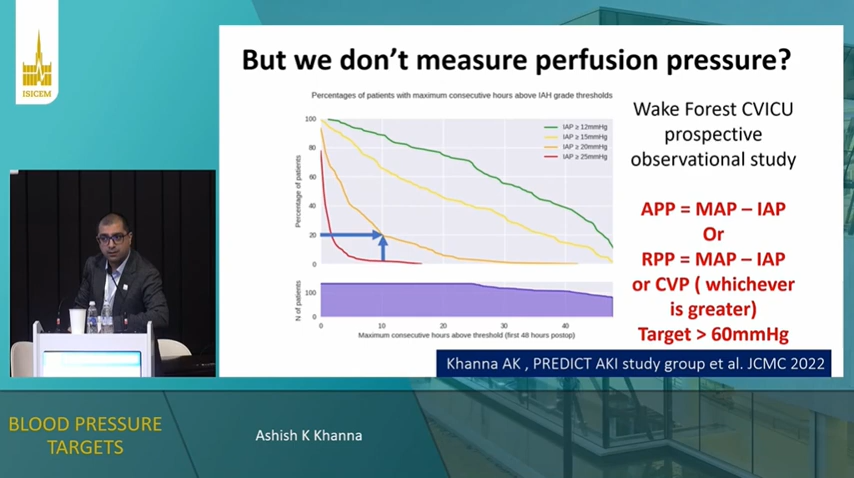 ISICEM
But we don't measure perfusion pressure?
Percentages of patients with maximum consecutive hours above IAH grade thresholds
100
80
60
40
20
0
Percentage of patients
IAP ≥ 12mmHg
IAP ≥ 15mmHg
IAP ≥ 20mmHg
IAP ≥ 25mmHg
100
0
N of patients
0
10
20
30
40
Maximum consecutive hours above threshold (first 48 hours postop)
Wake Forest CVICU
prospective
observational study
APP = MAP – IAP
Or
RPP = MAP – IAP
or CVP ( whichever
is greater)
Target > 60mmHg
Khanna AK , PREDICT AKI study group et al. JCMC 2022
BLOOD PRESSURE
TARGETS
Ashish K Khanna